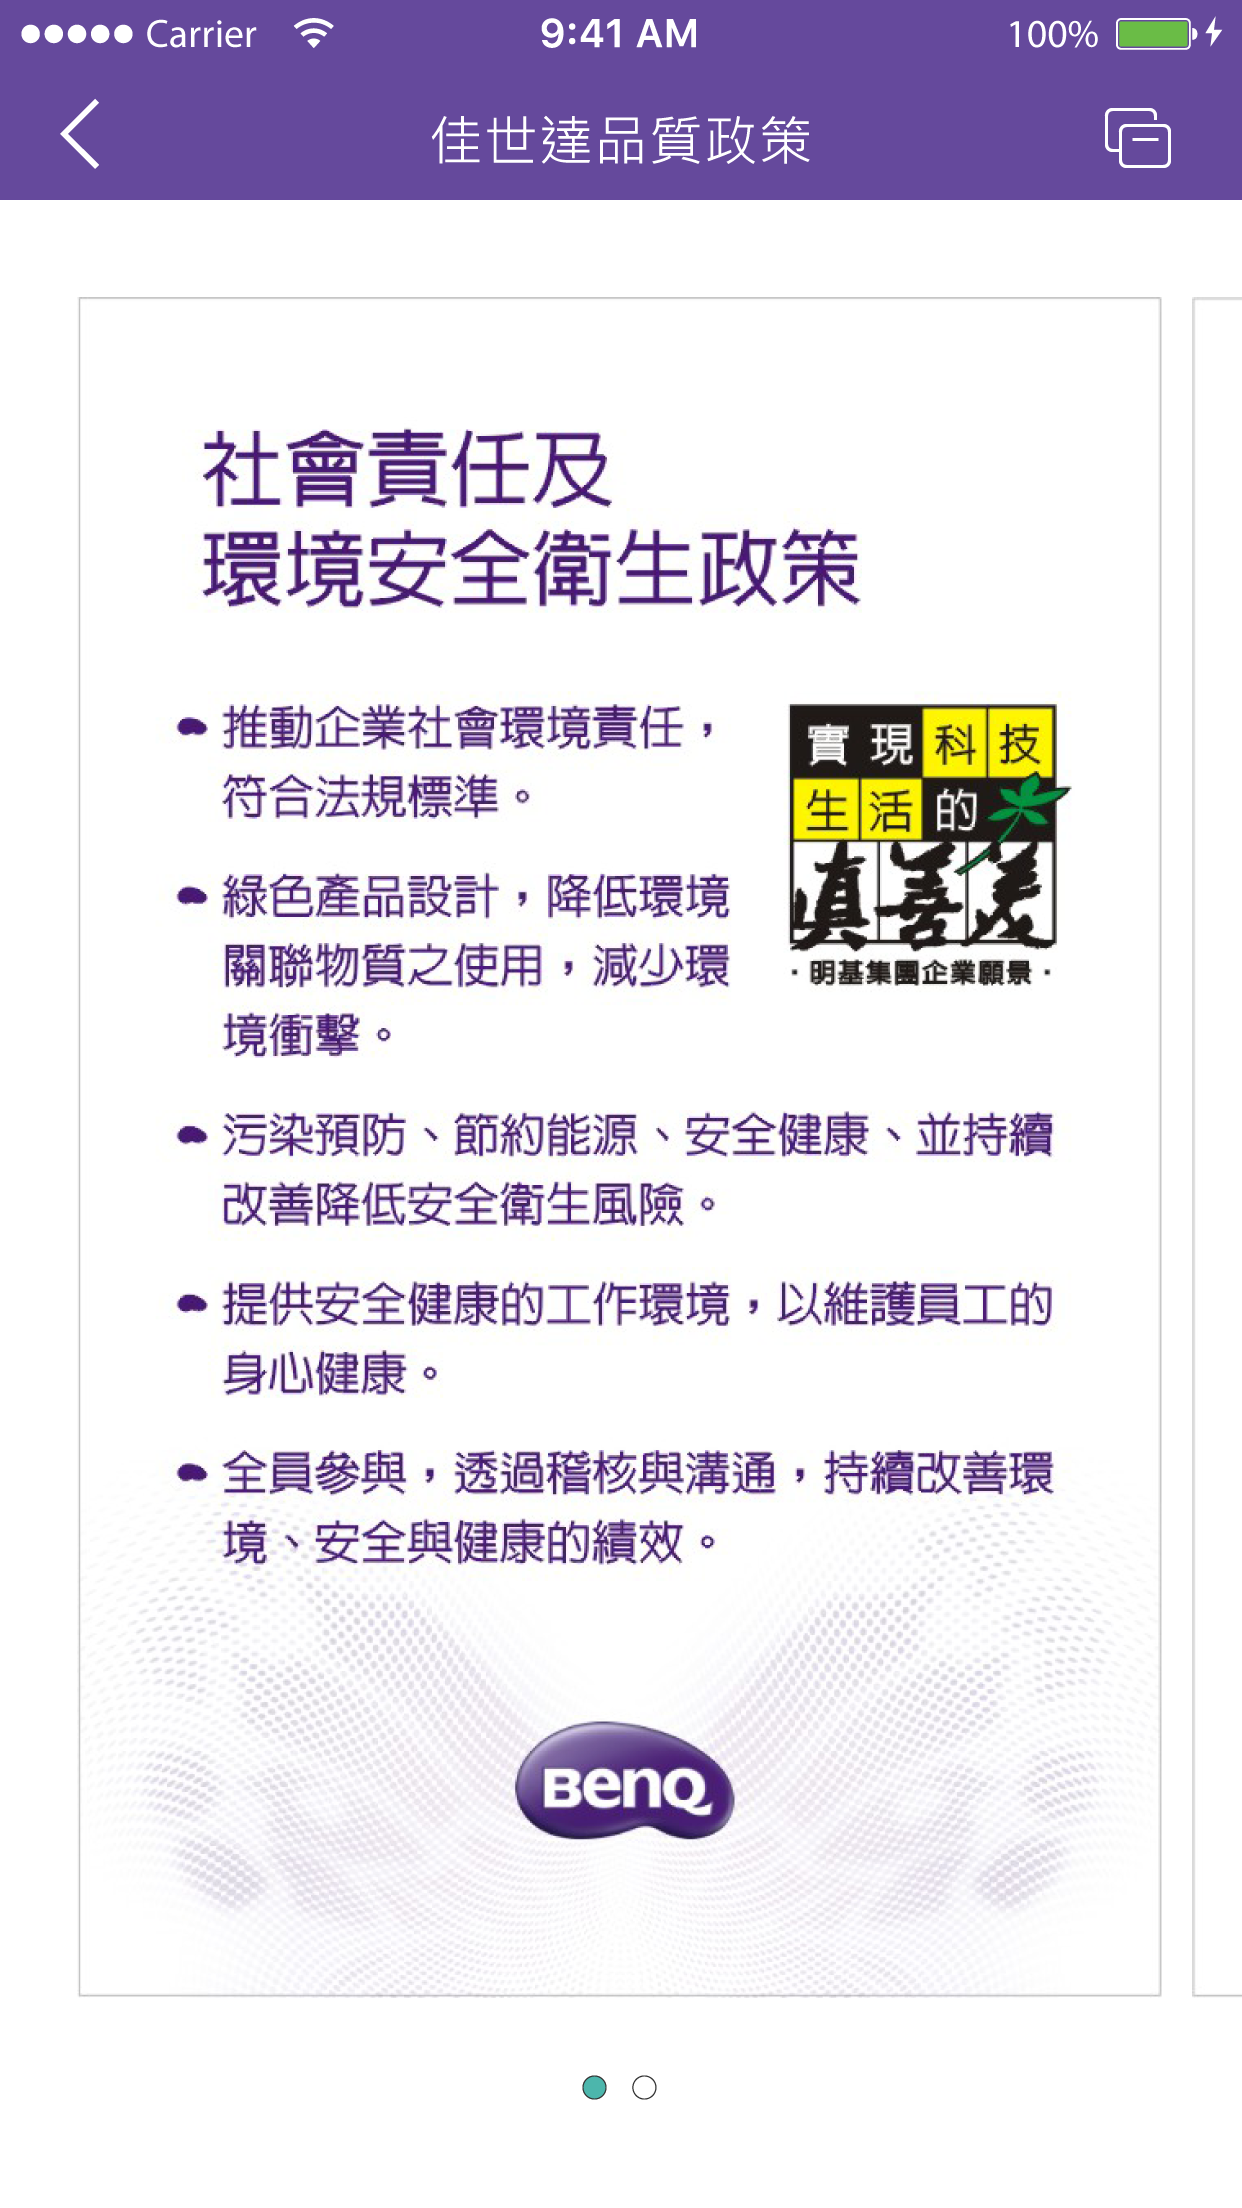 Carrier
9:41 AM
100%
佳世達品質政策
社會責任及
環境安全衛生政策
推動企業社會環境責任，
符合法規標準。
綠色產品設計，降低環境
關聯物質之使用，減少環
境衝擊。
實現科技
生活的
真善美
·明基集團企業願景·
污染預防、節約能源、安全健康、並持續
改善降低安全衛生風險。
提供安全健康的工作環境，以維護員工的
身心健康。
全員參與，透過稽核與溝通，持續改善環
境、安全與健康的績效。
BenQ